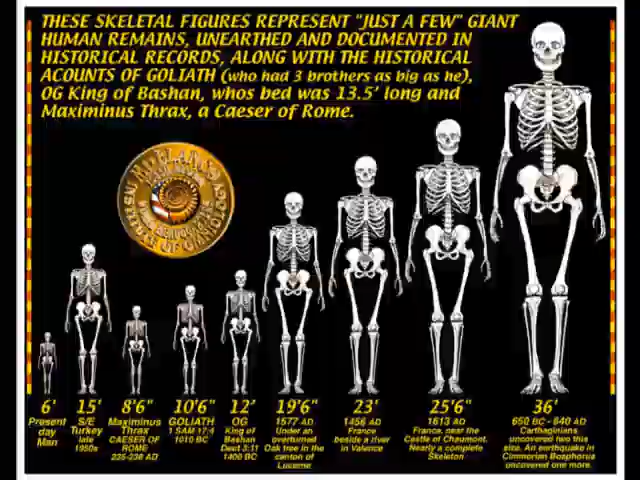 THESE SKELETAL FIGURES REPRESENT "JUST A FEW" GIANT
HUMAN REMAINS, UNEARTHED AND DOCUMENTED IN
HISTORICAL RECORDS, ALONG WITH THE HISTORICAL
ACOUNTS OF GOLIATH (who had 3 brothers as big as he),
OG King of Bashan, whos bed was 13.5' long and
Maximinus Thrax, a Caeser of Rome.
6'
Present
day
Man
15'
S/E
Turkey
late
1950s
8'6"
Maximinus
Thrax
CAESER OF
ROME
235-238 AD
10'6"
GOLIATH
1 SAM 17:4
1010 BC
12'
OG
King of
Bashan
Deut 3:11
1400 BC
19'6"
1577 AD
Under an
overturned
Oak tree in the
canton of
Lucerne
23'
1456 AD
France
beside a river
in Valence
25'6"
1613 AD
France, near the
Castle of Chaumont.
Nearly a complete
Skeleton
36'
650 BC - 640 AD
Carthaginians
uncovered two this
size. An earthquake in
Cimmerian Bosphorus
uncovered one more.